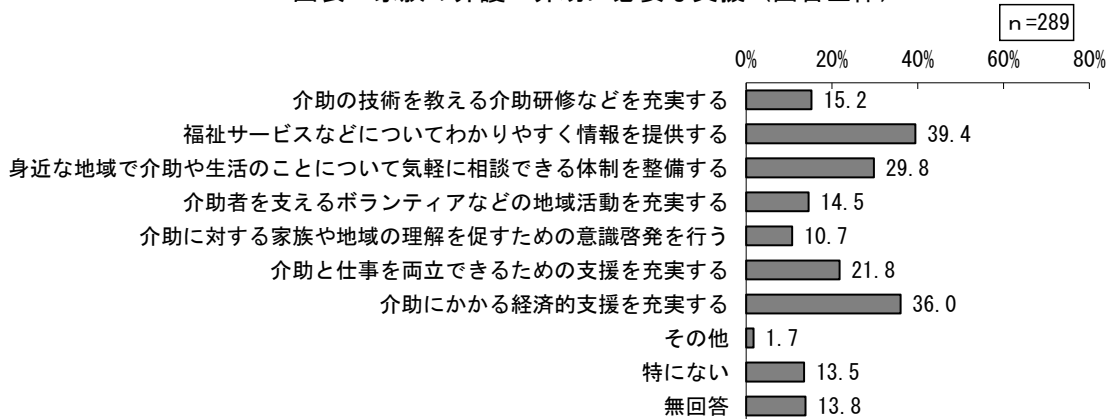 n=289
0% 20% 40% 60% 80%
介助の技術を教える介助研修などを充実する 15.2
福祉サービスなどについてわかりやすく情報を提供する 39.4
身近な地域で介助や生活のことについて気軽に相談できる体制を整備する 29.8
介助者を支えるボランティアなどの地域活動を充実する 14.5
介助に対する家族や地域の理解を促すための意識啓発を行う 10.7
介助と仕事を両立できるための支援を充実する 21.8
介助にかかる経済的支援を充実する 36.0
その他 1.7
特にない 13.5
無回答 13.8